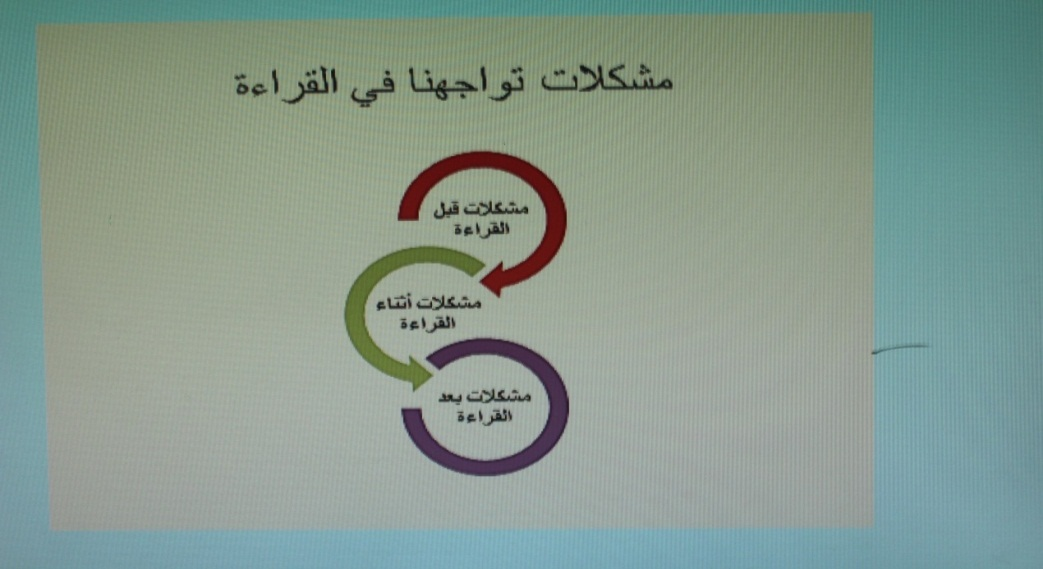 مشكلات تواجهنا في القراءة
مشكلات قبل
القراءة
مشكلات أثناء
القراءة
مشكلات بعد
القراءة